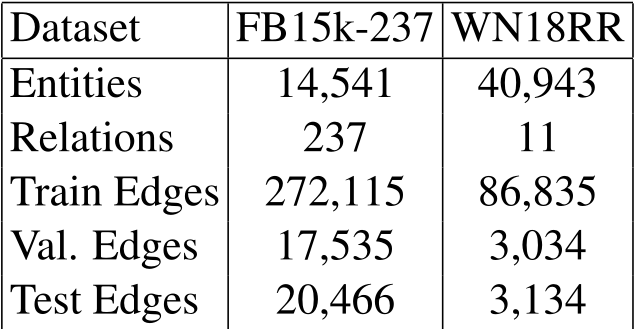 Dataset FB15k-237 WN18RR
Entities 14,541 40,943
Relations 237 11
Train Edges 272,115 86,835
Val. Edges 17,535 3,034
Test Edges 20,466 3,134